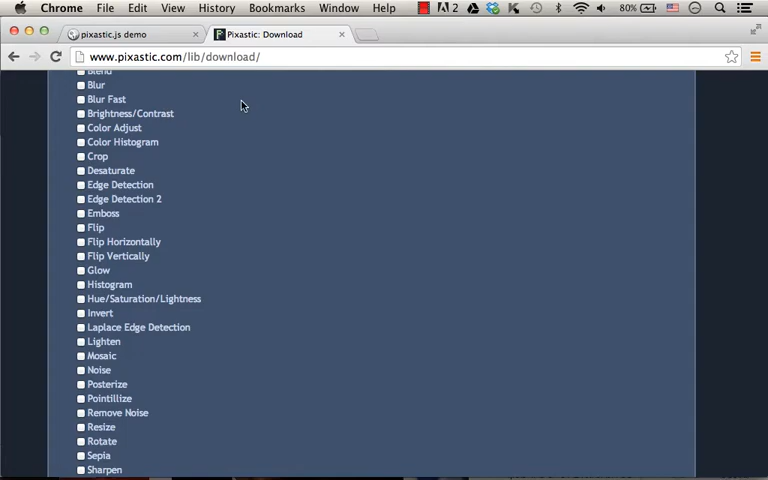 Chrome File Edit View History Bookmarks Window Help 2 80%
pixastic.js demo Pixastic: Download
www.pixastic.com/lib/download/
Blend
Blur
Blur Fast
Brightness/Contrast
Color Adjust
Color Histogram
Crop
Desaturate
Edge Detection
Edge Detection 2
Emboss
Flip
Flip Horizontally
Flip Vertically
Glow
Histogram
Hue/Saturation/Lightness
Invert
Laplace Edge Detection
Lighten
Mosaic
Noise
Posterize
Pointillize
Remove Noise
Resize
Rotate
Sepia
Sharpen